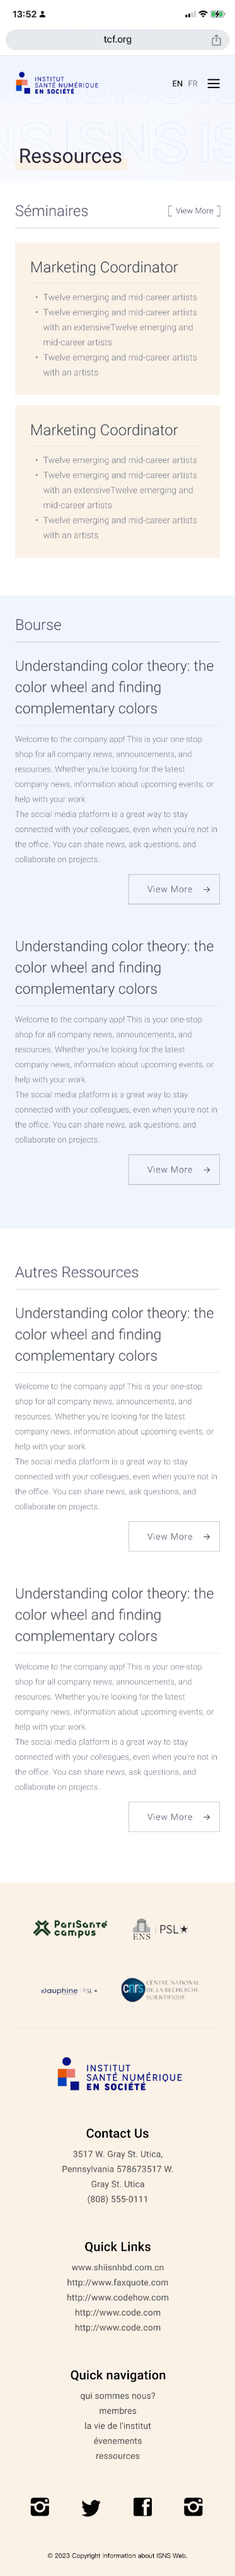 13:52
tcf.org
INSTITUT
SANTÉ NUMÉRIQUE
EN SOCIÉTÉ
EN FR
ISNS ISNS
Ressources
Séminaires
View More
Marketing Coordinator
• Twelve emerging and mid-career artists
• Twelve emerging and mid-career artists
with an extensiveTwelve emerging and
mid-career artists
• Twelve emerging and mid-career artists
with an artists
Marketing Coordinator
• Twelve emerging and mid-career artists
• Twelve emerging and mid-career artists
with an extensiveTwelve emerging and
mid-career artists
• Twelve emerging and mid-career artists
with an artists
Bourse
Understanding color theory: the
color wheel and finding
complementary colors
Welcome to the company app! This is your one-stop
shop for all company news, announcements, and
resources. Whether you're looking for the latest
company news, information about upcoming events, or
help with your work.
The social media platform is a great way to stay
connected with your colleagues, even when you're not in
the office. You can share news, ask questions, and
collaborate on projects.
View More →
Understanding color theory: the
color wheel and finding
complementary colors
Welcome to the company app! This is your one-stop
shop for all company news, announcements, and
resources. Whether you're looking for the latest
company news, information about upcoming events, or
help with your work.
The social media platform is a great way to stay
connected with your colleagues, even when you're not in
the office. You can share news, ask questions, and
collaborate on projects.
View More →
Autres Ressources
Understanding color theory: the
color wheel and finding
complementary colors
Welcome to the company app! This is your one-stop
shop for all company news, announcements, and
resources. Whether you're looking for the latest
company news, information about upcoming events, or
help with your work.
The social media platform is a great way to stay
connected with your colleagues, even when you're not in
the office. You can share news, ask questions, and
collaborate on projects.
View More →
Understanding color theory: the
color wheel and finding
complementary colors
Welcome to the company app! This is your one-stop
shop for all company news, announcements, and
resources. Whether you're looking for the latest
company news, information about upcoming events, or
help with your work.
The social media platform is a great way to stay
connected with your colleagues, even when you're not in
the office. You can share news, ask questions, and
collaborate on projects.
View More →
PariSanté
campus
ENS | PSL★
Dauphine | PSL★
cnrs
CENTRE NATIONAL
DE LA RECHERCHE
SCIENTIFIQUE
INSTITUT
SANTÉ NUMÉRIQUE
EN SOCIÉTÉ
Contact Us
3517 W. Gray St. Utica,
Pennsylvania 578673517 W.
Gray St. Utica
(808) 555-0111
Quick Links
www.shiisnhbd.com.cn
http://www.faxquote.com
http://www.codehow.com
http://www.code.com
http://www.code.com
Quick navigation
qui sommes nous?
membres
la vie de l'institut
évenements
ressources
© 2023 Copyright information about ISNS Web.